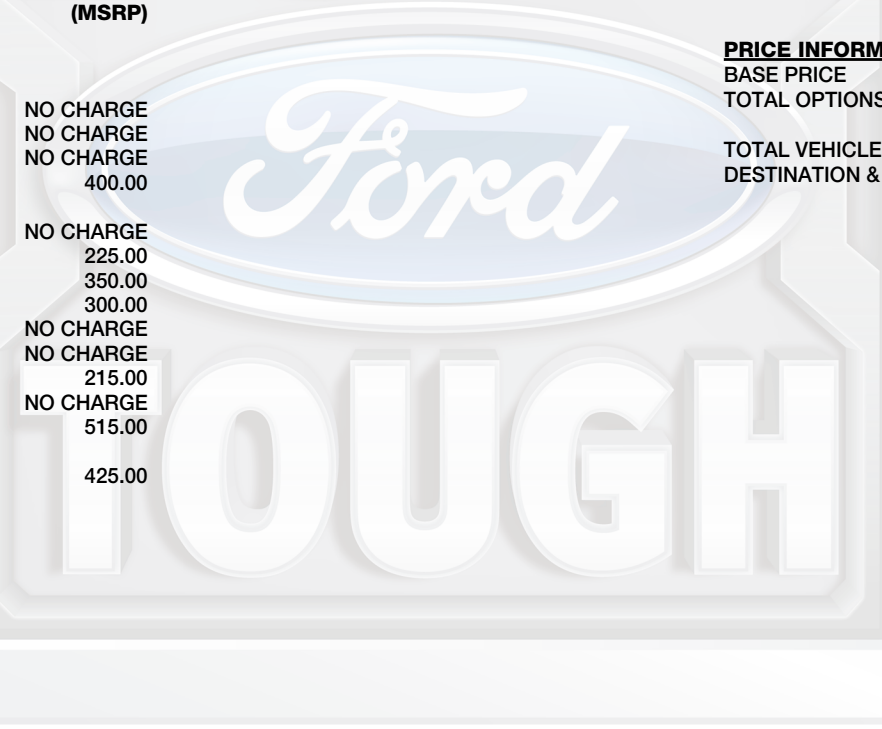 (MSRP)
NO CHARGE
NO CHARGE
NO CHARGE
400.00
NO CHARGE
225.00
350.00
300.00
NO CHARGE
NO CHARGE
215.00
NO CHARGE
515.00
425.00
PRICE INFORM
BASE PRICE
TOTAL OPTIONS
TOTAL VEHICLE
DESTINATION &
Ford
TOUGH